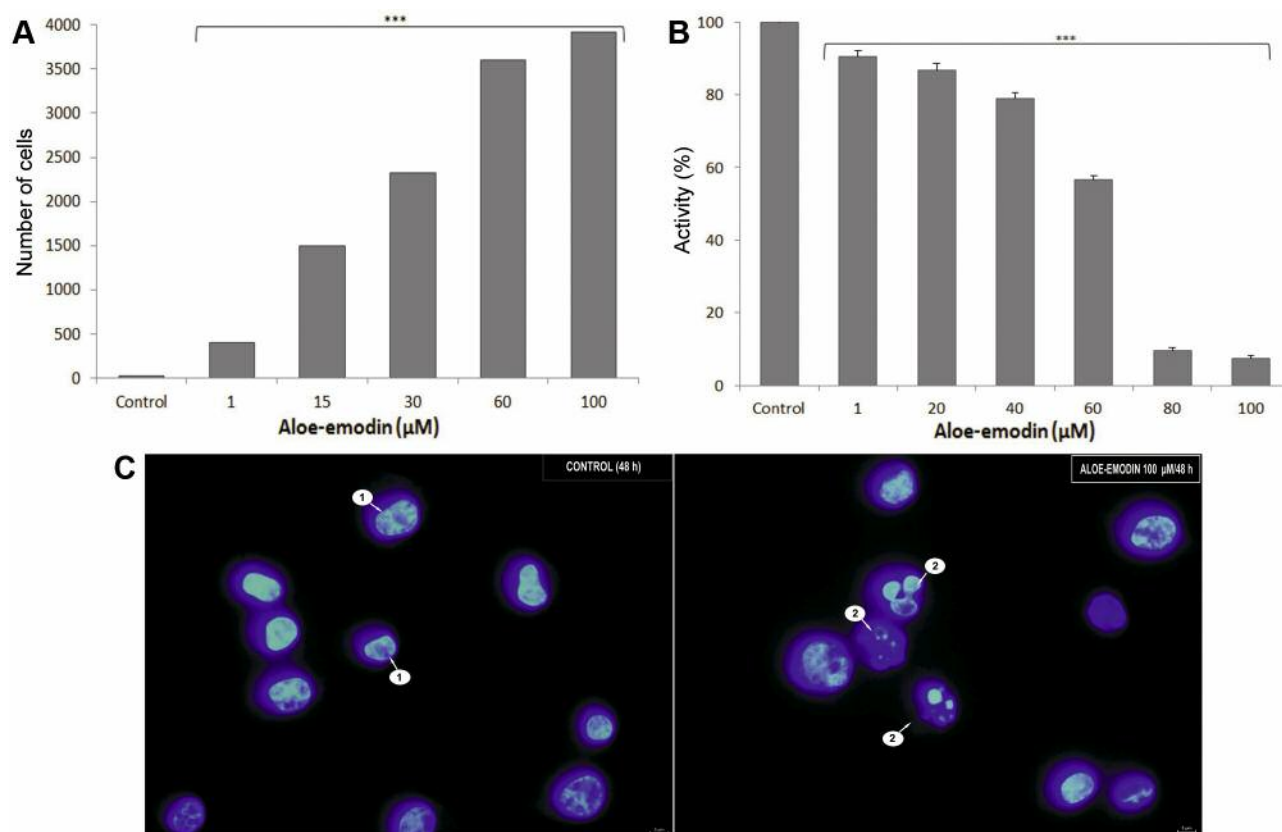 A
***
4000
3500
3000
2500
2000
1500
1000
500
0
Number of cells
Control 1 15 30 60 100
Aloe-emodin (µM)
B
***
100
80
60
40
20
0
Activity (%)
Control 1 20 40 60 80 100
Aloe-emodin (µM)
C
CONTROL (48 h)
1
1
ALOE-EMODIN 100 µM/48 h
2
2
2